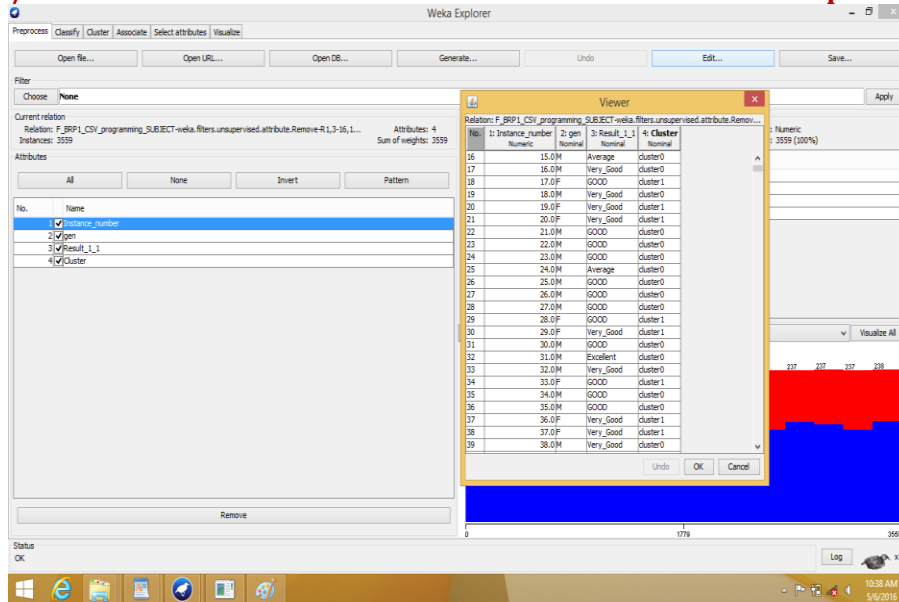 Weka Explorer
Preprocess Classify Cluster Associate Select attributes Visualize
Open file... Open URL... Open DB... Generate... Undo Edit... Save...
Filter
Choose None Apply
Current relation
Relation: F_BRP1_CSV_programming_SUBJECT-weka.filters.unsupervised.attribute.Remove-R1,3-16,1... Attributes: 4
Instances: 3559 Sum of weights: 3559
Attributes
All None Invert Pattern
No. Name
1 Instance_number
2 gen
3 Result_1_1
4 Cluster
Remove
Viewer
Relation: F_BRP1_CSV_programming_SUBJECT-weka.filters.unsupervised.attribute.Remov...
No. 1: Instance_number 2: gen 3: Result_1_1 4: Cluster
Numeric Nominal Nominal Nominal
16 15.0 M Average cluster0
17 16.0 M Very_Good cluster0
18 17.0 F GOOD cluster1
19 18.0 M Very_Good cluster0
20 19.0 F Very_Good cluster1
21 20.0 F Very_Good cluster1
22 21.0 M GOOD cluster0
23 22.0 M GOOD cluster0
24 23.0 M GOOD cluster0
25 24.0 M Average cluster0
26 25.0 M GOOD cluster0
27 26.0 M GOOD cluster0
28 27.0 M GOOD cluster0
29 28.0 F GOOD cluster1
30 29.0 F Very_Good cluster1
31 30.0 M GOOD cluster0
32 31.0 M Excellent cluster0
33 32.0 M Very_Good cluster0
34 33.0 F GOOD cluster1
35 34.0 M GOOD cluster0
36 35.0 M GOOD cluster0
37 36.0 F Very_Good cluster1
38 37.0 F Very_Good cluster1
39 38.0 M Very_Good cluster0
Undo OK Cancel
: Numeric
: 3559 (100%)
Visualize All
237 237 237 238
0 1779 3558
Status
OK
Log x
10:38 AM
5/6/2016